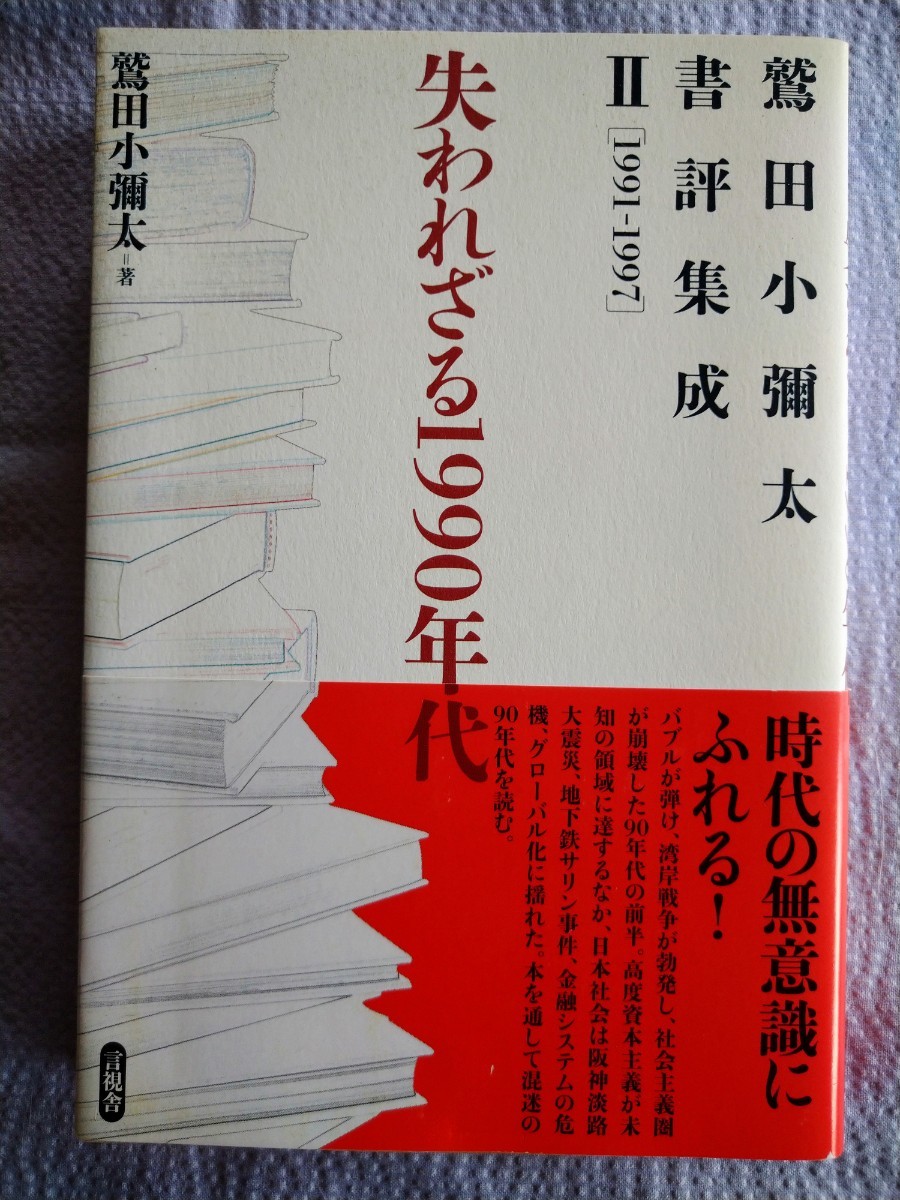 鷲田小彌太
書評集成
Ⅱ[1991-1997]
失われざる1990年代
鷲田小彌太=著
時代の無意識に
ふれる!
バブルが弾け、湾岸戦争が勃発し、社会主義圏
が崩壊した90年代の前半。高度資本主義が未
知の領域に達するなか、日本社会は阪神淡路
大震災、地下鉄サリン事件、金融システムの危
機、グローバル化に揺れた。本を通して混迷の
90年代を読む。
言視舎